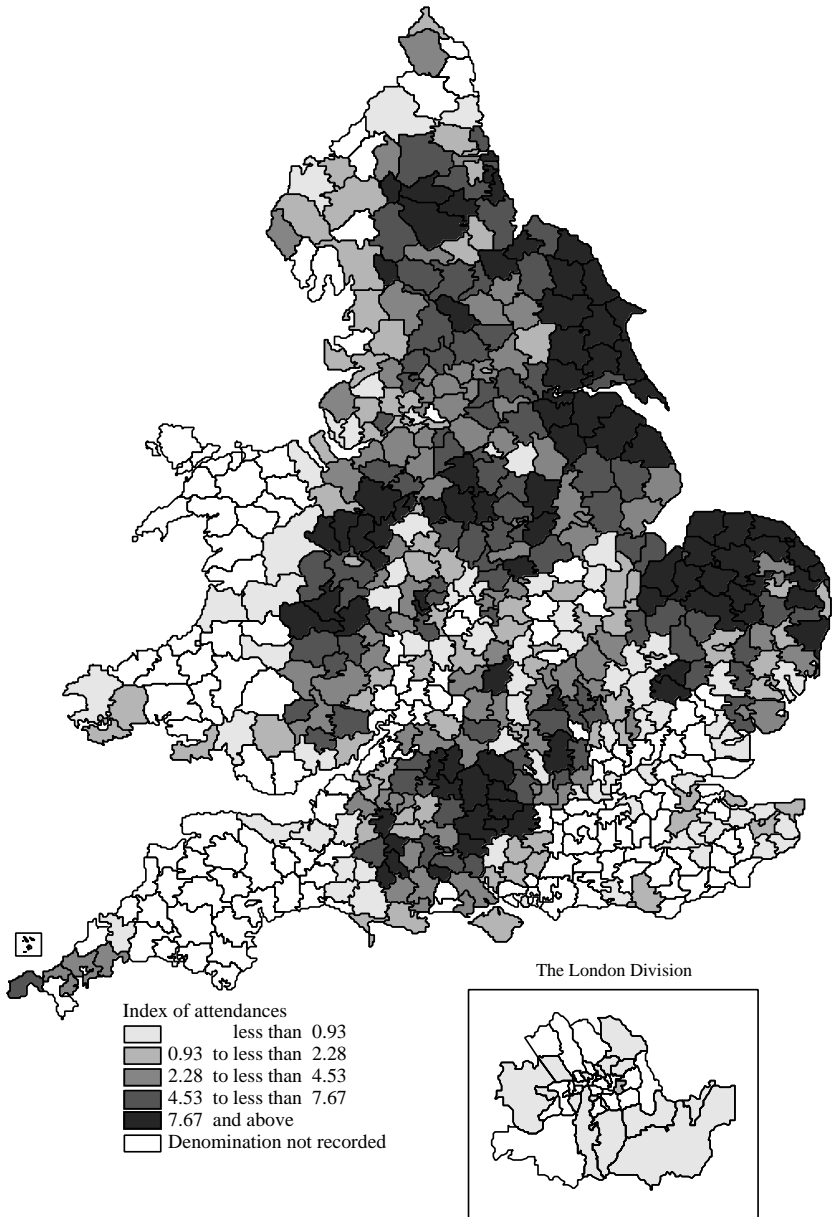 The London Division
Index of attendances
less than 0.93
0.93 to less than 2.28
2.28 to less than 4.53
4.53 to less than 7.67
7.67 and above
Denomination not recorded